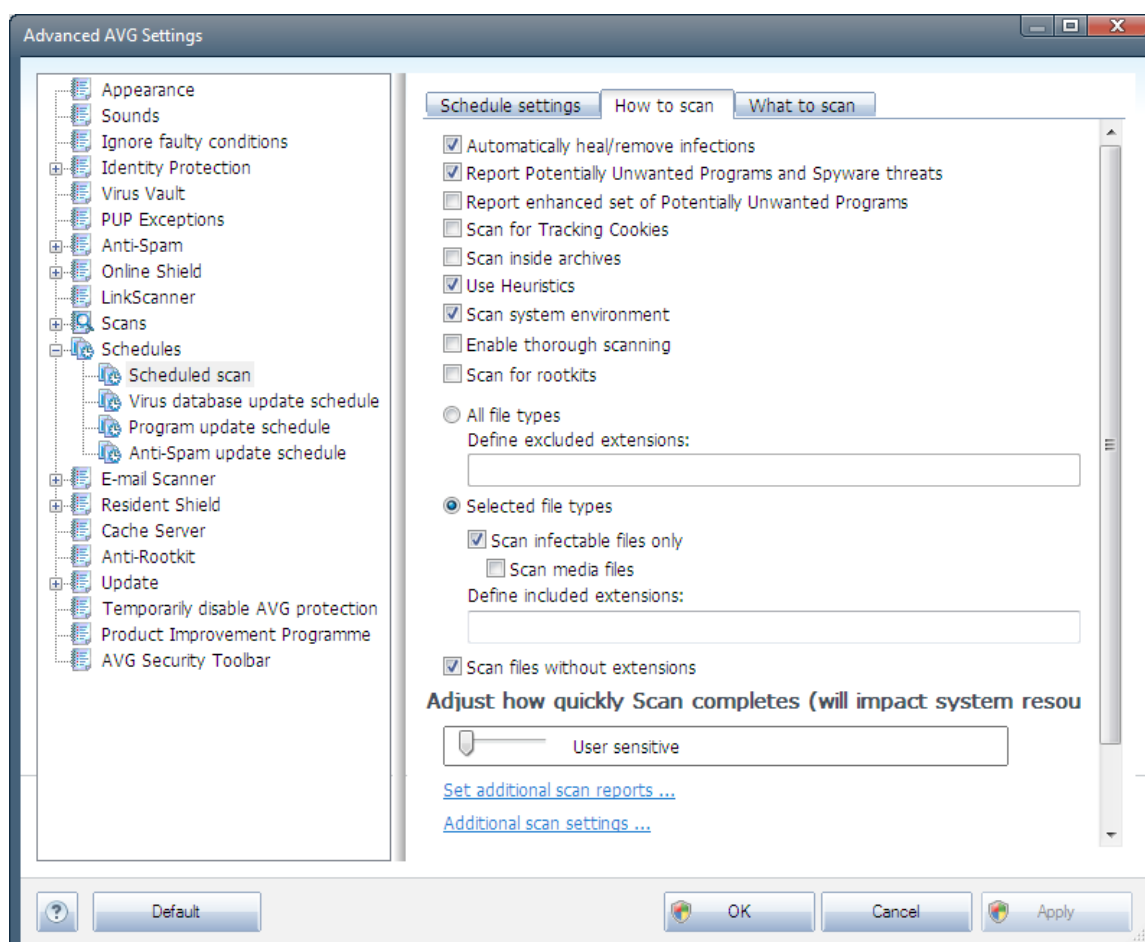 Advanced AVG Settings
Appearance
Sounds
Ignore faulty conditions
Identity Protection
Virus Vault
PUP Exceptions
Anti-Spam
Online Shield
LinkScanner
Scans
Schedules
Scheduled scan
Virus database update schedule
Program update schedule
Anti-Spam update schedule
E-mail Scanner
Resident Shield
Cache Server
Anti-Rootkit
Update
Temporarily disable AVG protection
Product Improvement Programme
AVG Security Toolbar
Schedule settings How to scan What to scan
Automatically heal/remove infections
Report Potentially Unwanted Programs and Spyware threats
Report enhanced set of Potentially Unwanted Programs
Scan for Tracking Cookies
Scan inside archives
Use Heuristics
Scan system environment
Enable thorough scanning
Scan for rootkits
All file types
Define excluded extensions:
Selected file types
Scan infectable files only
Scan media files
Define included extensions:
Scan files without extensions
Adjust how quickly Scan completes (will impact system resou
User sensitive
Set additional scan reports ...
Additional scan settings ...
? Default OK Cancel Apply